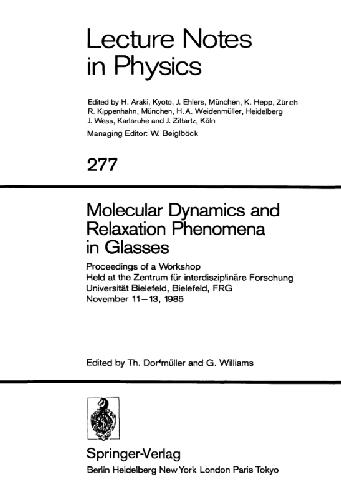 Lecture Notes
in Physics
Edited by H. Araki, Kyoto, J. Ehlers, München, K. Hepp, Zürich
R. Kippenhahn, München, H. A. Weidenmüller, Heidelberg
J. Wess, Karlsruhe and J. Zittartz, Köln
Managing Editor: W. Beiglböck
277
Molecular Dynamics and
Relaxation Phenomena
in Glasses
Proceedings of a Workshop
Held at the Zentrum für interdisziplinäre Forschung
Universität Bielefeld, Bielefeld, FRG
November 11–13, 1985
Edited by Th. Dorfmüller and G. Williams
Springer-Verlag
Berlin Heidelberg New York London Paris Tokyo